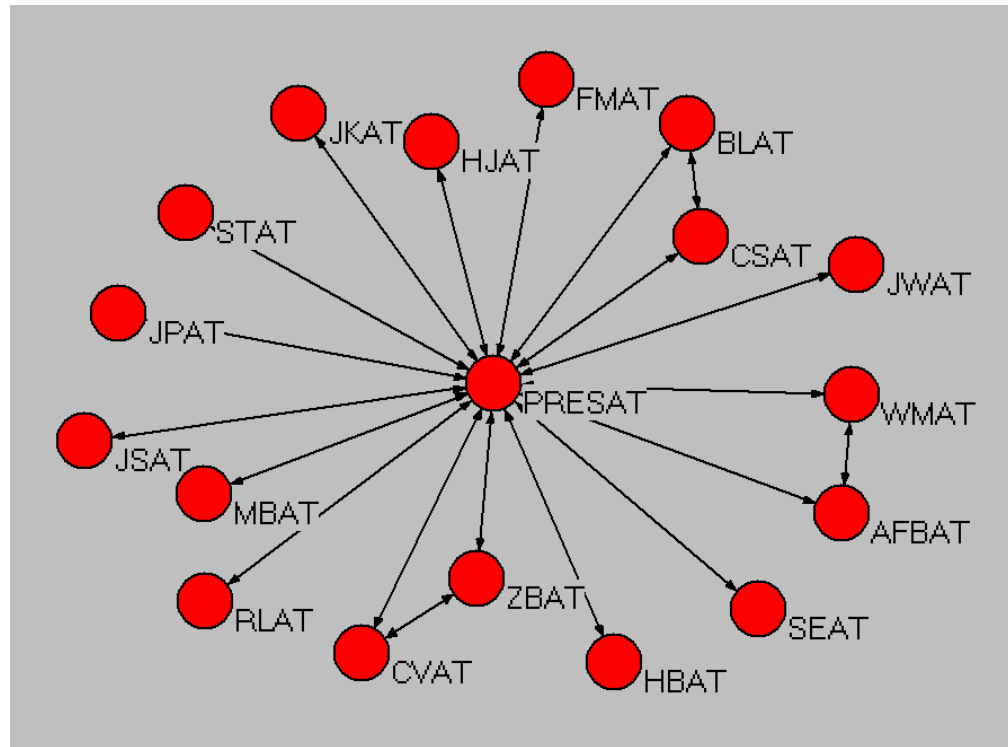 FMAT
JKAT
BLAT
HJAT
STAT
CSAT
JWAT
JPAT
PRESAT
WMAT
JSAT
MBAT
AFBAT
ZBAT
RLAT
SEAT
CVAT
HBAT